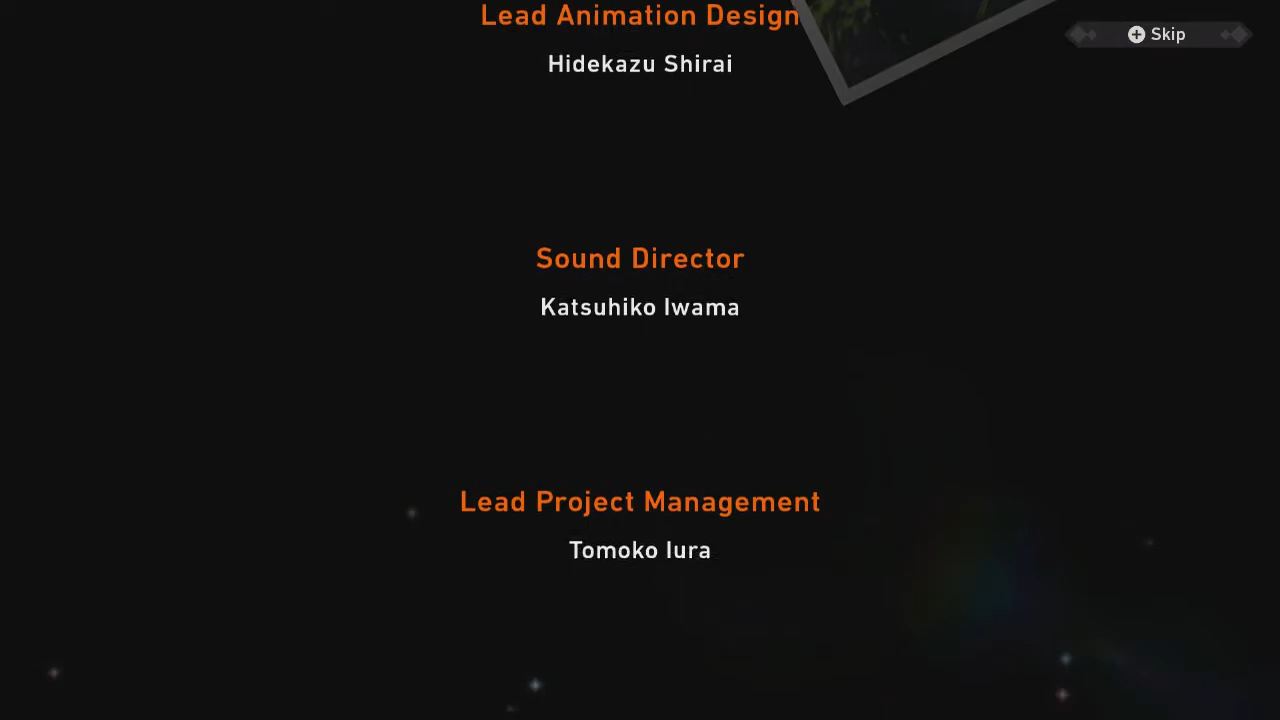 Lead Animation Design
Skip
Hidekazu Shirai
Sound Director
Katsuhiko Iwama
Lead Project Management
Tomoko Iura